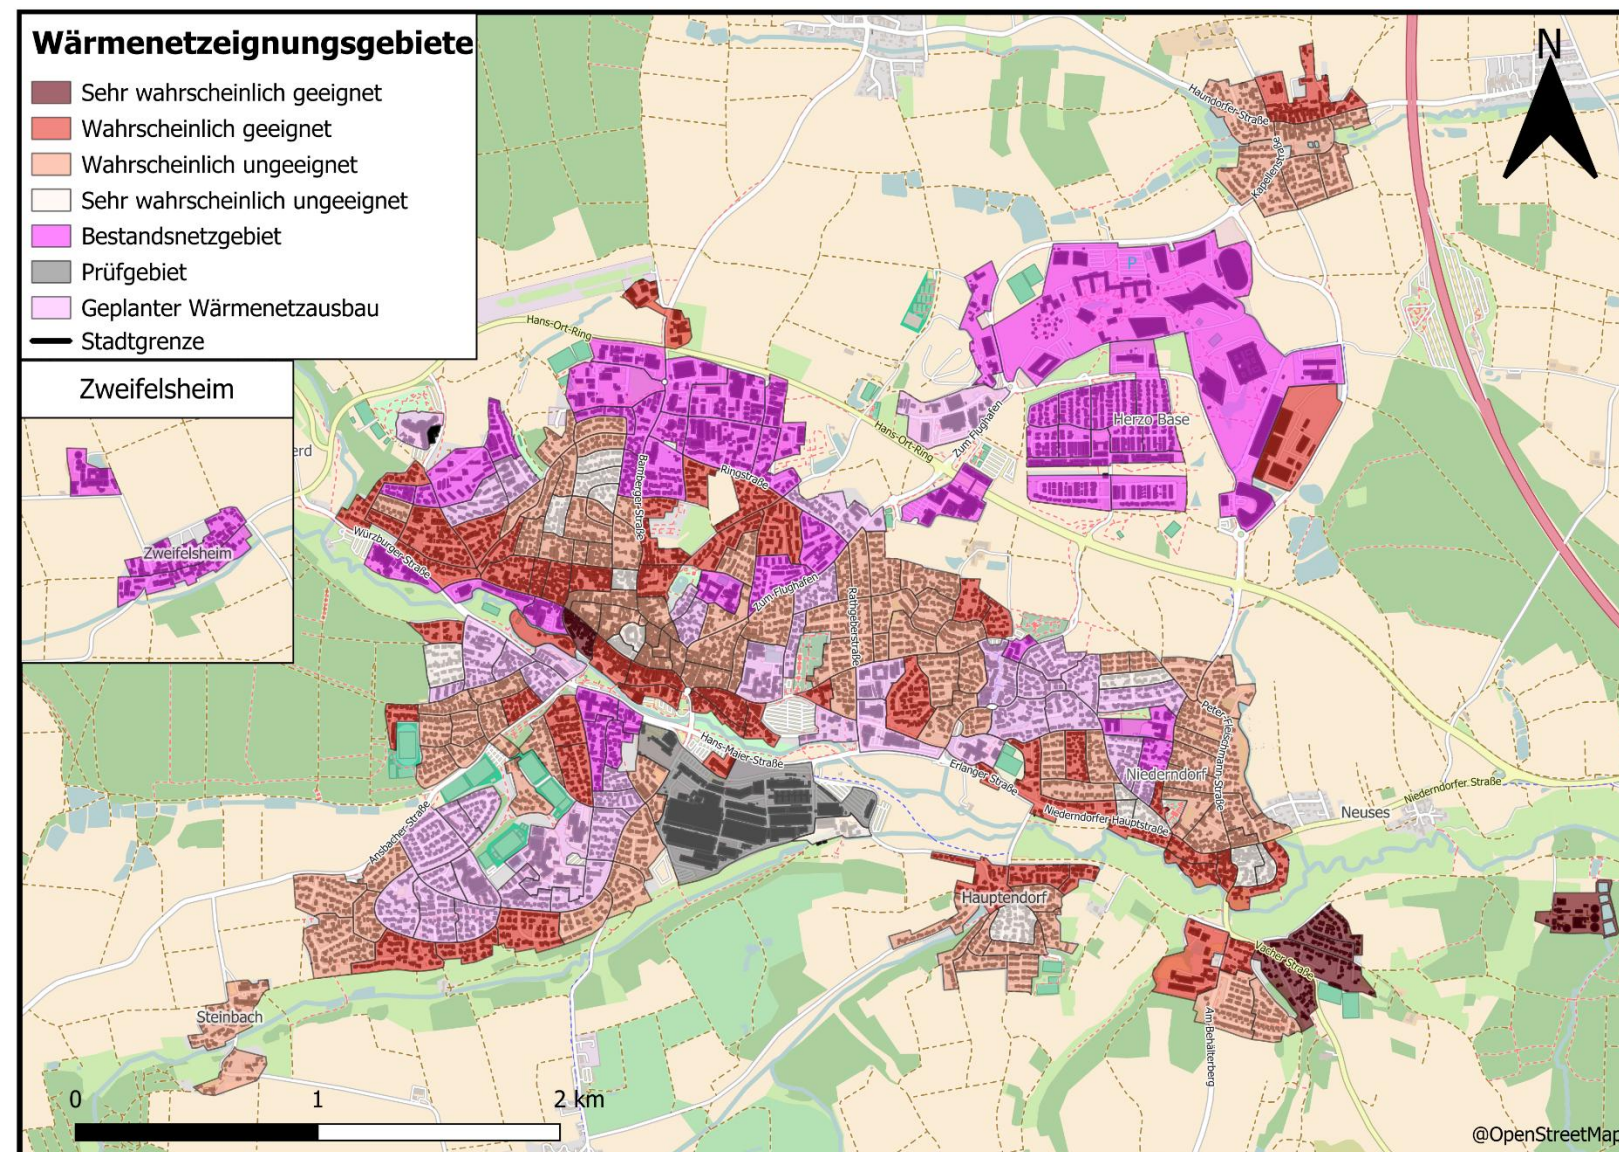 Wärmenetzeignungsgebiete
Sehr wahrscheinlich geeignet
Wahrscheinlich geeignet
Wahrscheinlich ungeeignet
Sehr wahrscheinlich ungeeignet
Bestandsnetzgebiet
Prüfgebiet
Geplanter Wärmenetzausbau
Stadtgrenze
Zweifelsheim
Zweifelsheim
N
Haundorfer-Straße
Kapellenstraße
P
Hans-Ort-Ring
Hans-Ort-Ring
Zum Flughafen
Herzo Base
erd
Bamberger-Straße
Ringstraße
Würzburger-Straße
Zum Flughafen
Rathgeberstraße
Peter-Fleischmann-Straße
Hans-Maier-Straße
Erlanger Straße
Niederndorf
Niederndorfer Straße
Neuses
Niederndorfer Hauptstraße
Ansbacher-Straße
Hauptendorf
Vacher Straße
Steinbach
Am Behälterberg
0 1 2 km
@OpenStreetMap